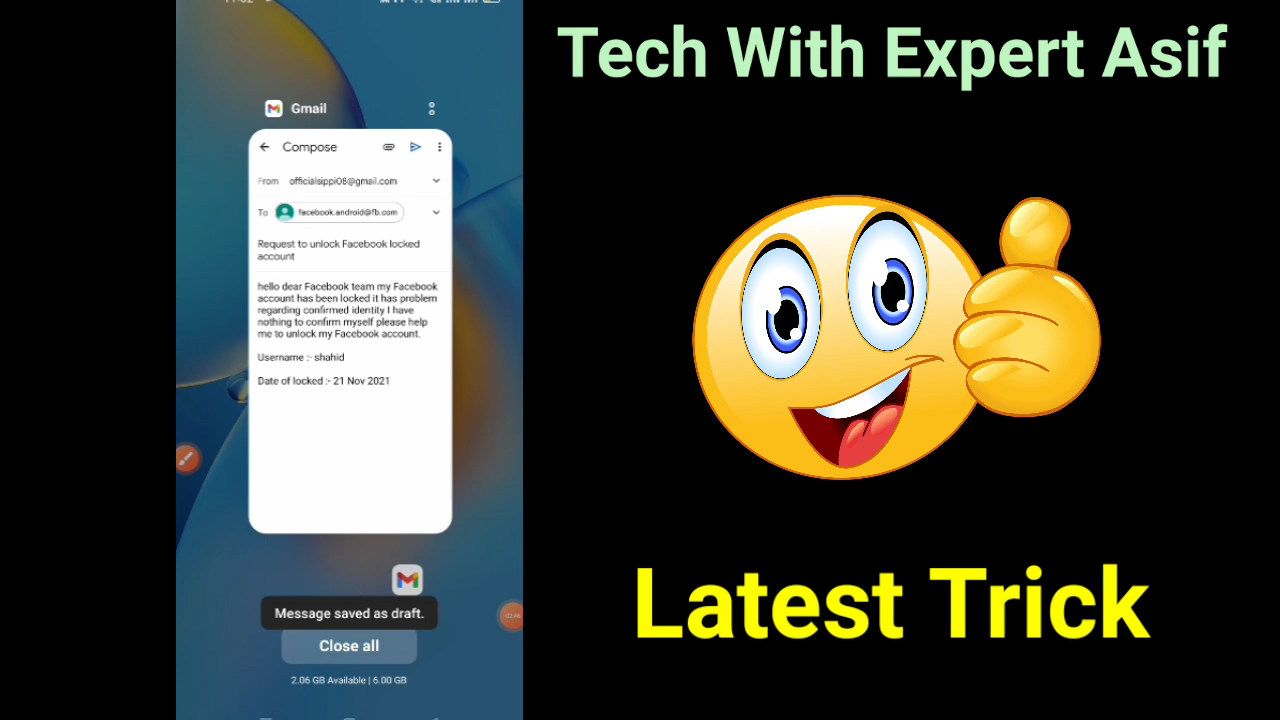 Tech With Expert Asif
Gmail
Compose
From officialsippi08@gmail.com
To facebook.android@fb.com
Request to unlock Facebook locked
account
hello dear Facebook team my Facebook
account has been locked it has problem
regarding confirmed identity I have
nothing to confirm myself please help
me to unlock my Facebook account.
Username :- shahid
Date of locked :- 21 Nov 2021
Message saved as draft.
Close all
2.06 GB Available | 6.00 GB
Latest Trick